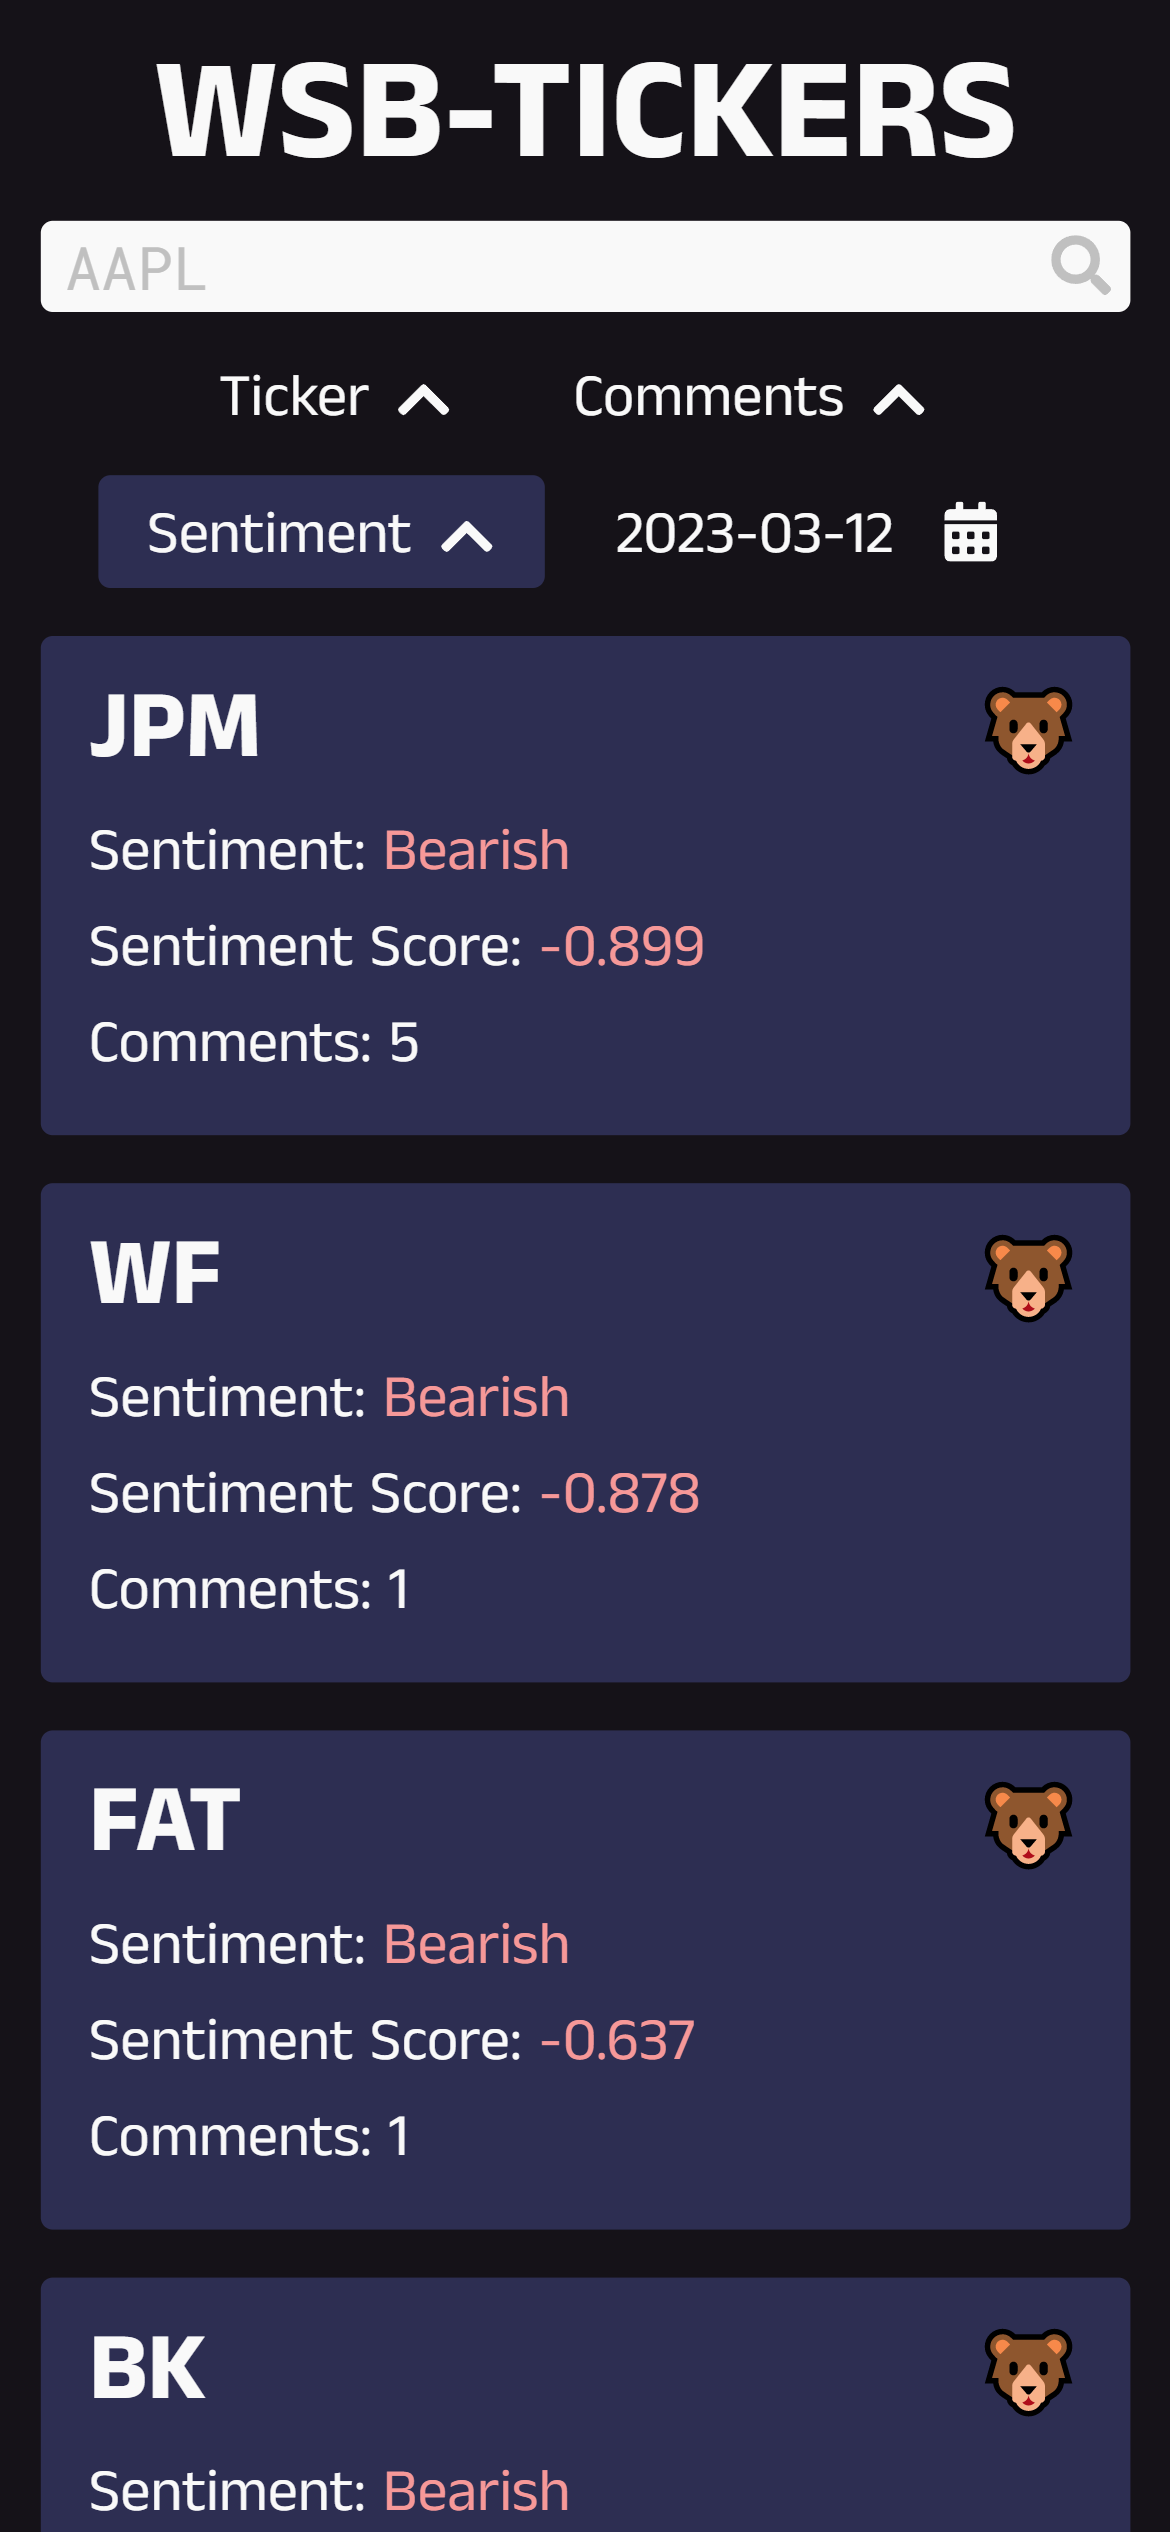 WSB-TICKERS
AAPL
Ticker Comments
Sentiment 2023-03-12
JPM
Sentiment: Bearish
Sentiment Score: -0.899
Comments: 5
WF
Sentiment: Bearish
Sentiment Score: -0.878
Comments: 1
FAT
Sentiment: Bearish
Sentiment Score: -0.637
Comments: 1
BK
Sentiment: Bearish